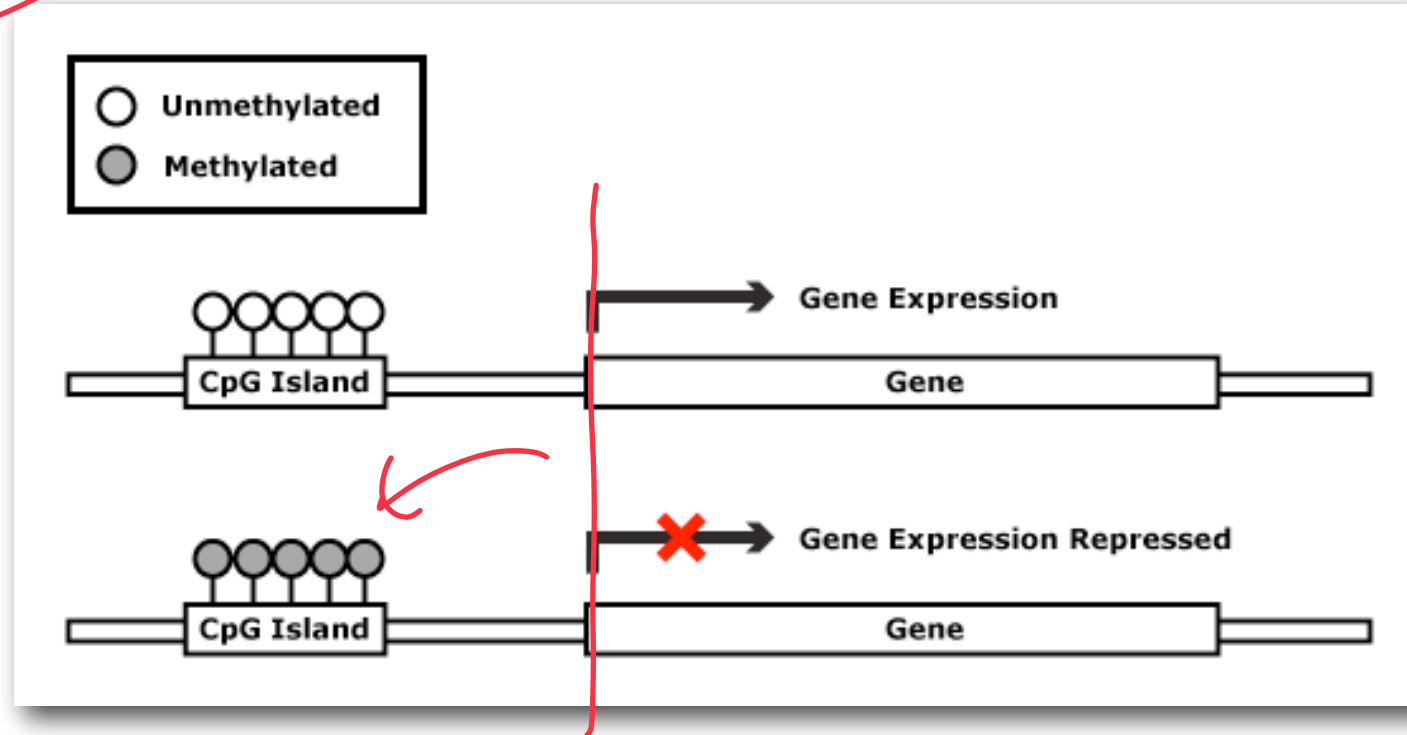 Unmethylated
Methylated
Gene Expression
CpG Island
Gene
Gene Expression Repressed
CpG Island
Gene